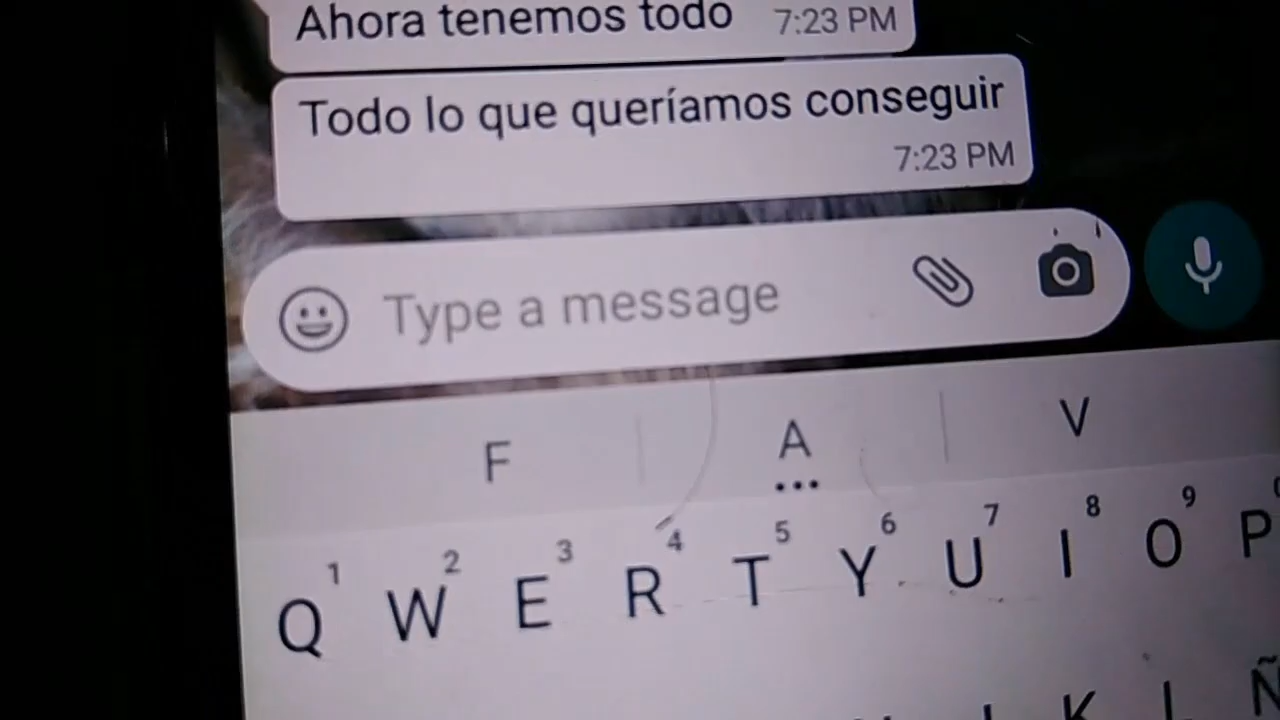 Ahora tenemos todo 7:23 PM
Todo lo que queríamos conseguir
7:23 PM
Type a message
F A V
...
1 2 3 4 5 6 7 8 9
Q W E R T Y U I O P
K L Ñ